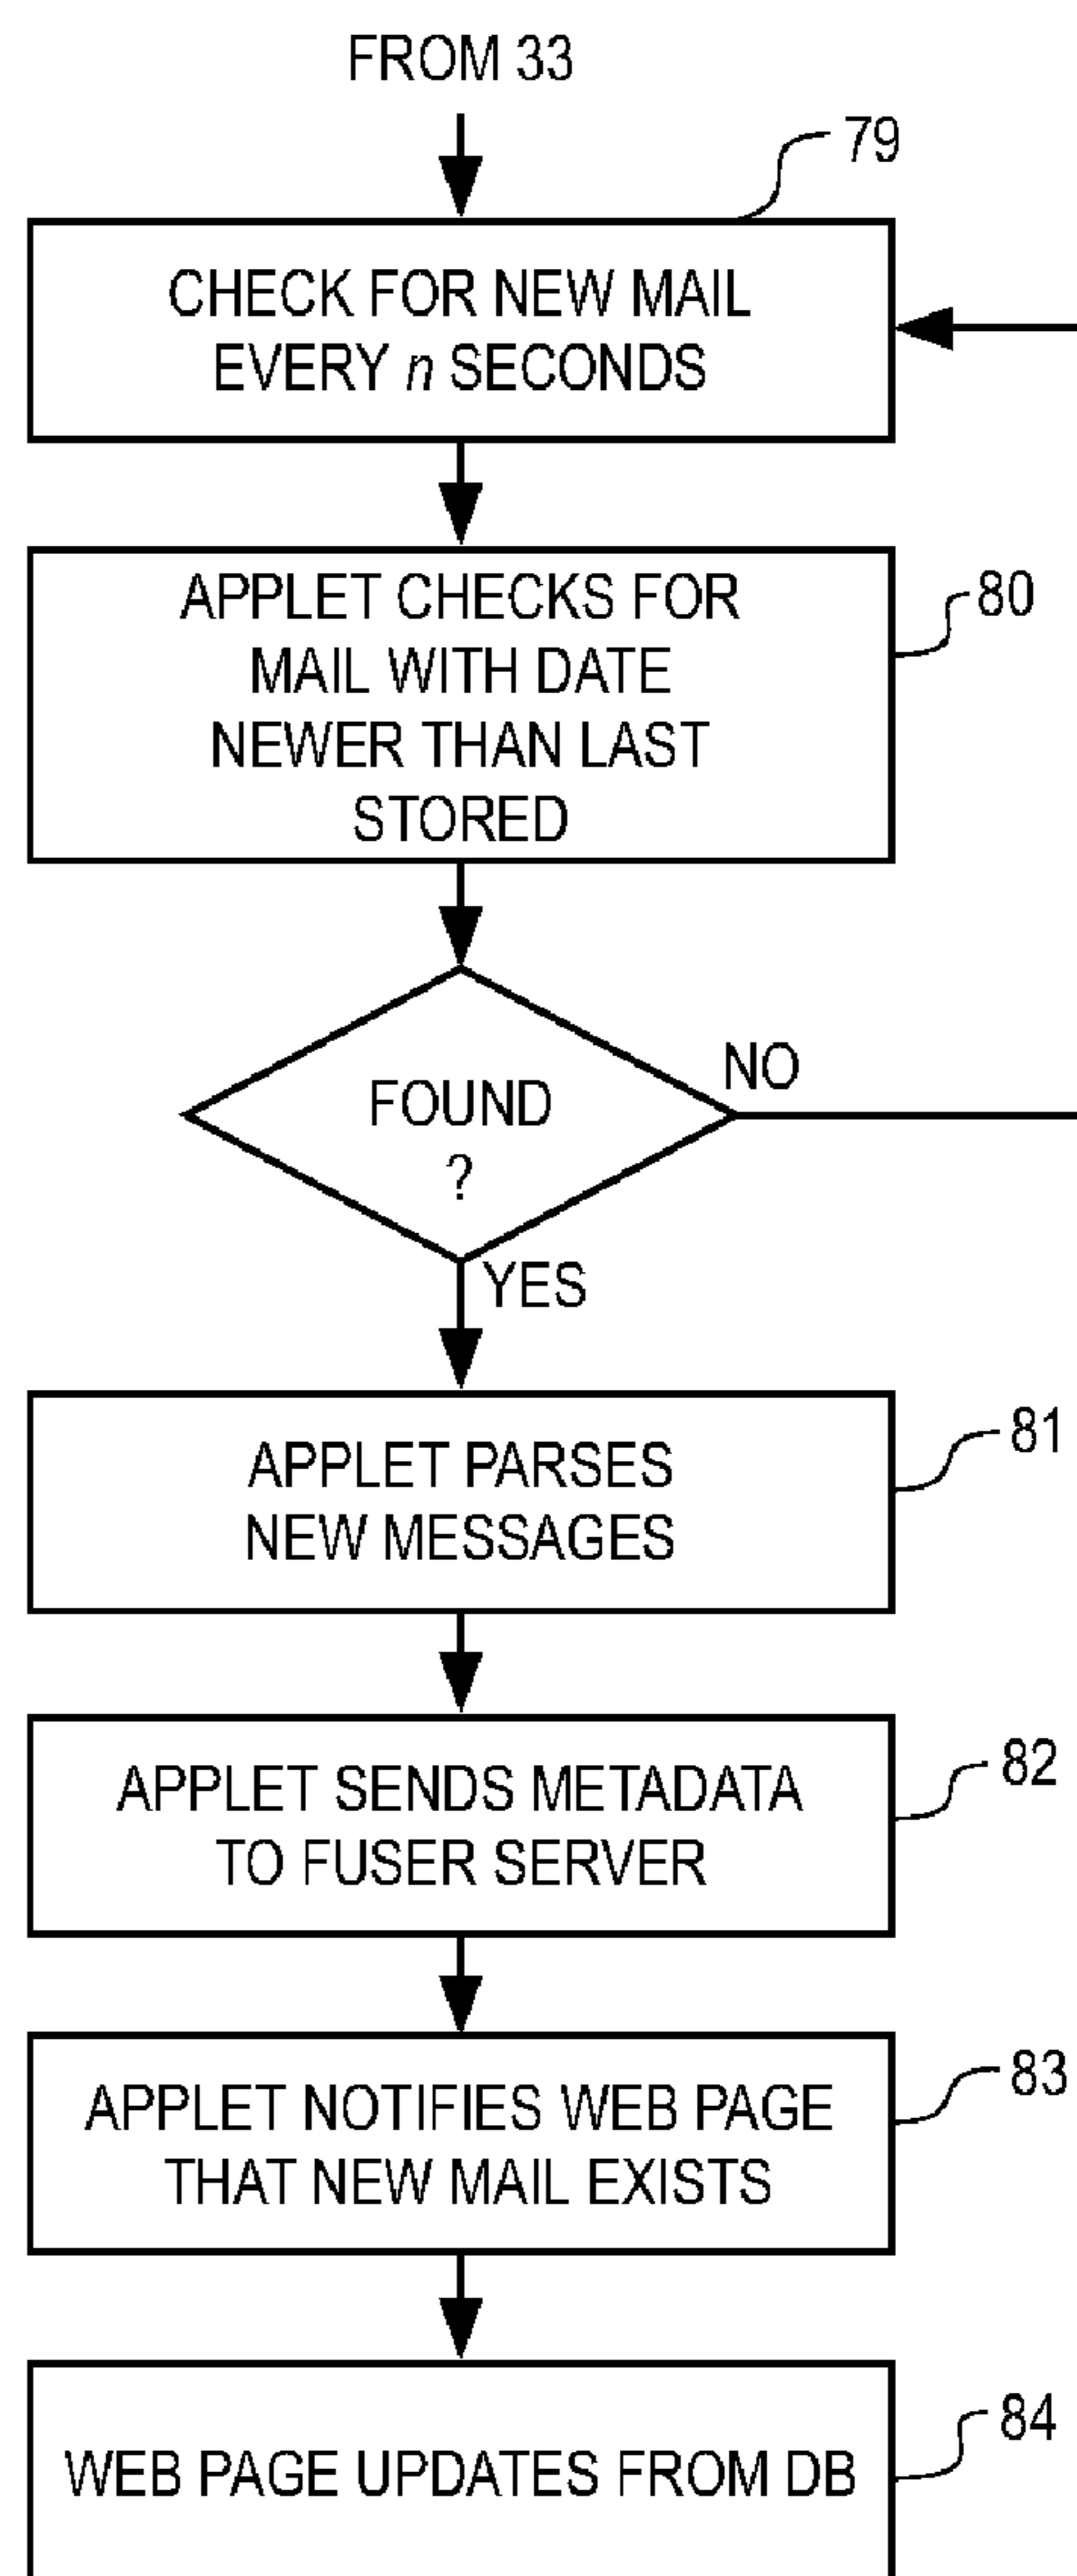 FROM 33
79
CHECK FOR NEW MAIL
EVERY n SECONDS
APPLET CHECKS FOR
MAIL WITH DATE
NEWER THAN LAST
STORED
80
FOUND
?
NO
YES
APPLET PARSES
NEW MESSAGES
81
APPLET SENDS METADATA
TO FUSER SERVER
82
APPLET NOTIFIES WEB PAGE
THAT NEW MAIL EXISTS
83
WEB PAGE UPDATES FROM DB
84